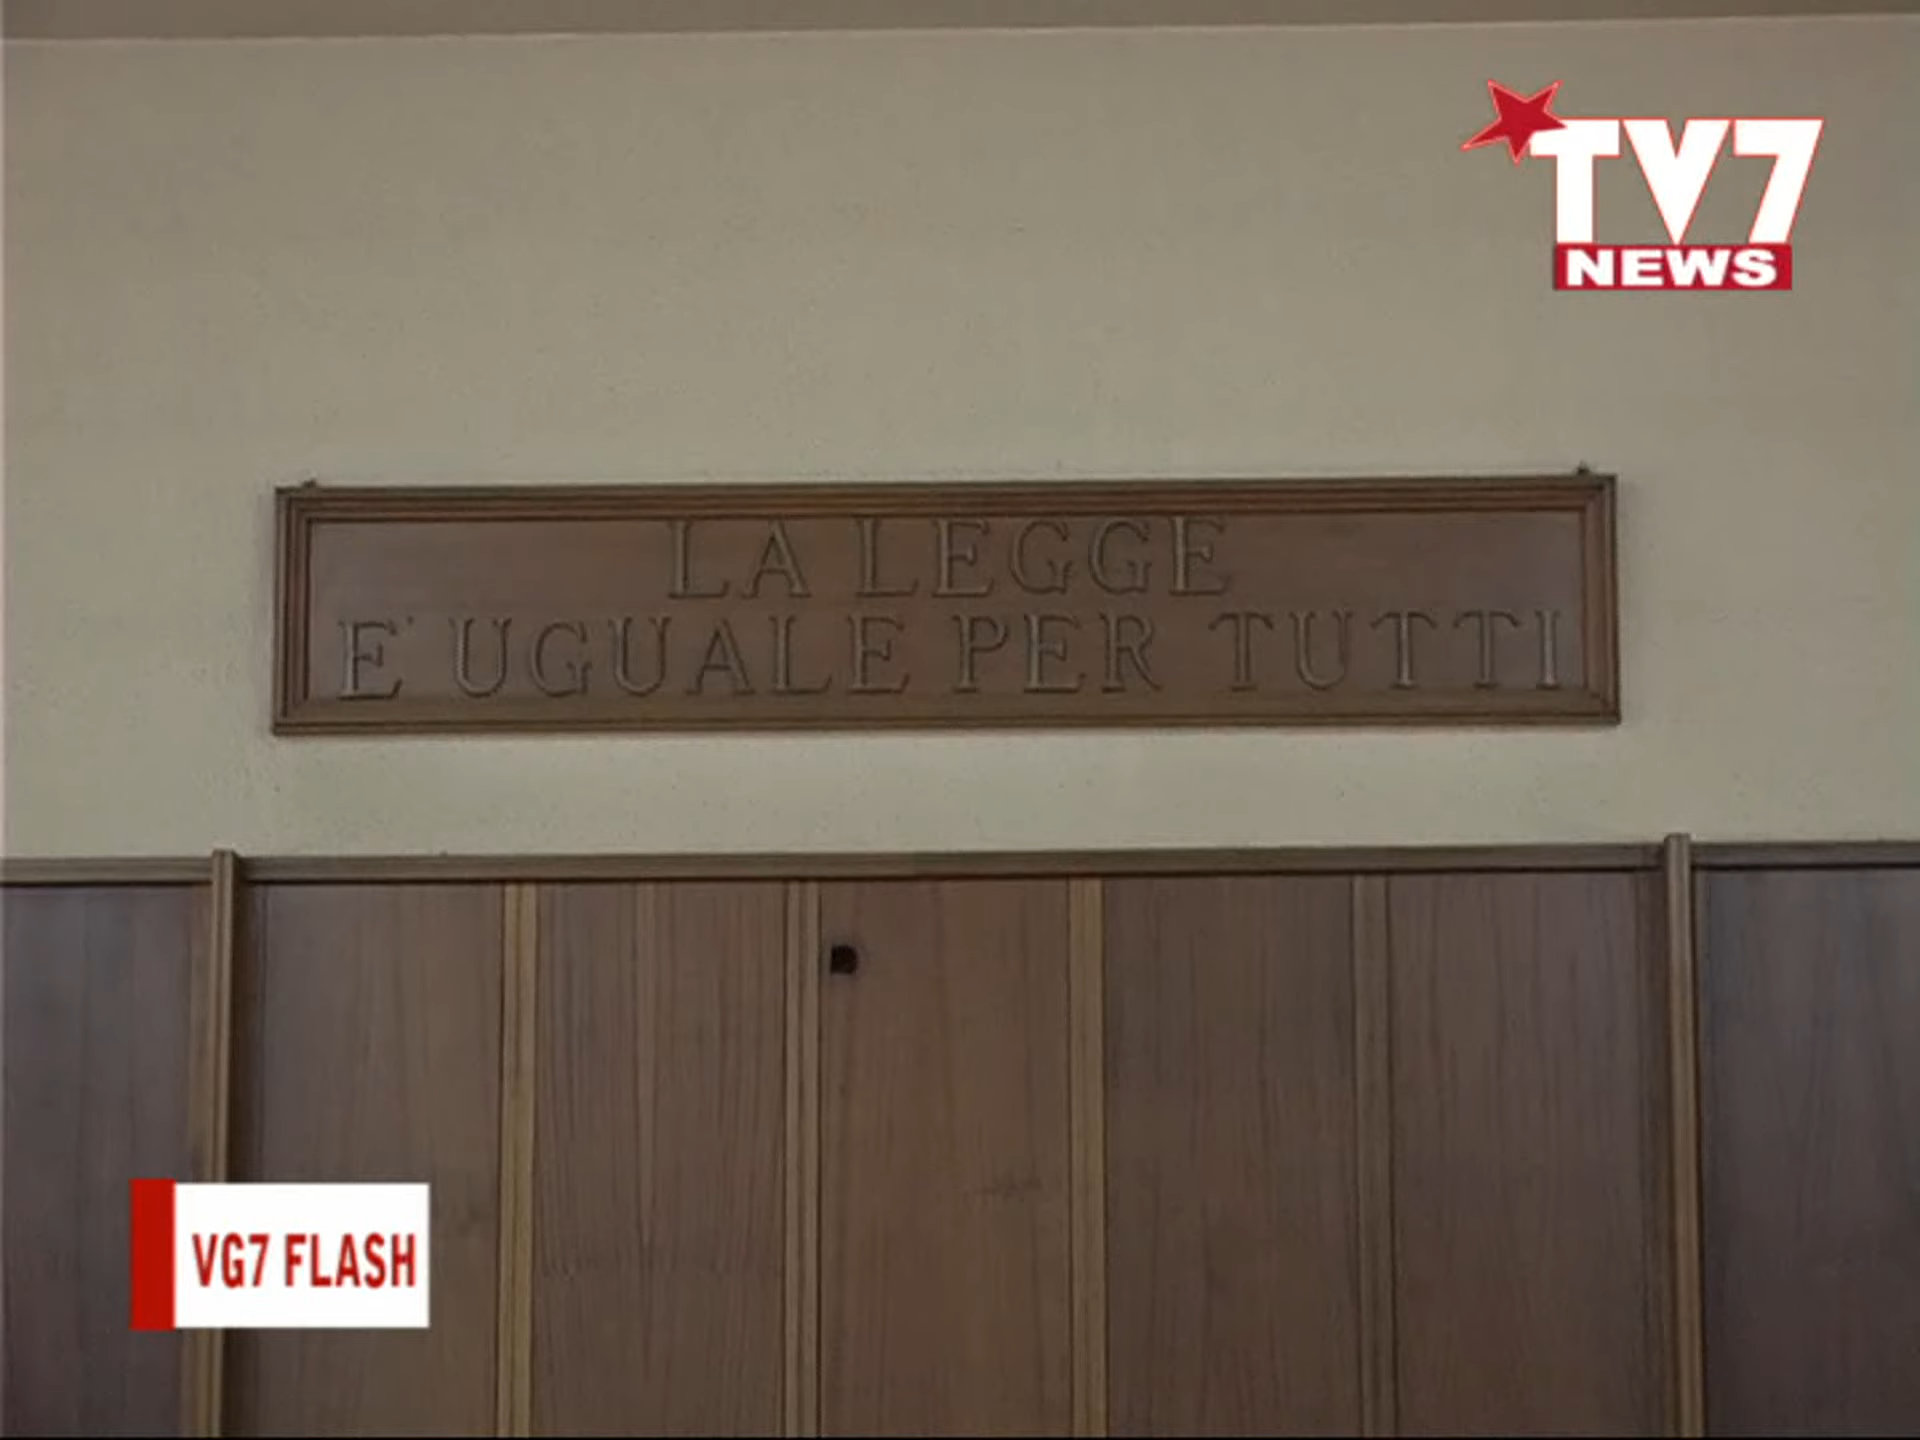 TV7
NEWS
LA LEGGE
E' UGUALE PER TUTTI
VG7 FLASH